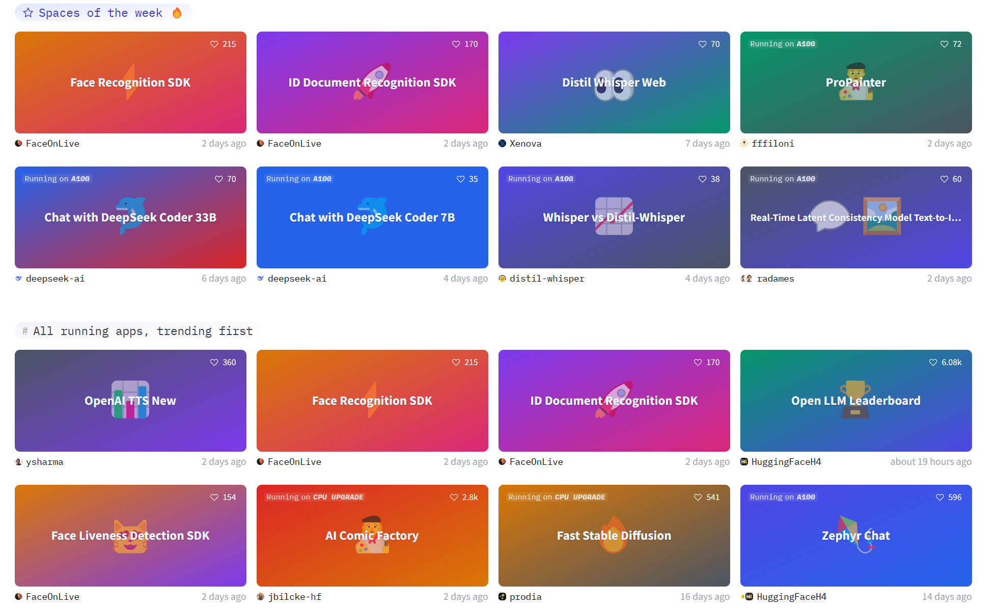 Spaces of the week 🔥
215
Face Recognition SDK
FaceOnLive 2 days ago
170
ID Document Recognition SDK
FaceOnLive 2 days ago
70
Distil Whisper Web
Xenova 7 days ago
Running on A10G 72
ProPainter
fffiloni 2 days ago
Running on A10G 70
Chat with DeepSeek Coder 33B
deepseek-ai 6 days ago
Running on A10G 35
Chat with DeepSeek Coder 7B
deepseek-ai 4 days ago
Running on A10G 38
Whisper vs Distil-Whisper
distil-whisper 4 days ago
Running on A100 60
Real-Time Latent Consistency Model Text-to-I...
radames 2 days ago
# All running apps, trending first
360
OpenAI TTS New
ysharma 2 days ago
215
Face Recognition SDK
FaceOnLive 2 days ago
170
ID Document Recognition SDK
FaceOnLive 2 days ago
6.08k
Open LLM Leaderboard
H4 HuggingFaceH4 about 19 hours ago
154
Face Liveness Detection SDK
FaceOnLive 2 days ago
Running on CPU UPGRADE 2.8k
AI Comic Factory
jbilcke-hf 2 days ago
Running on CPU UPGRADE 541
Fast Stable Diffusion
prodia 16 days ago
Running on A100 596
Zephyr Chat
H4 HuggingFaceH4 14 days ago